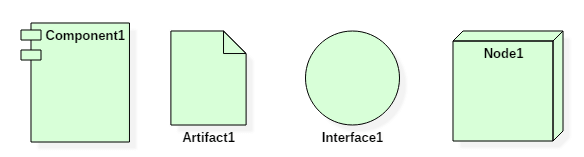 Component1
Artifact1
Interface1
Node1